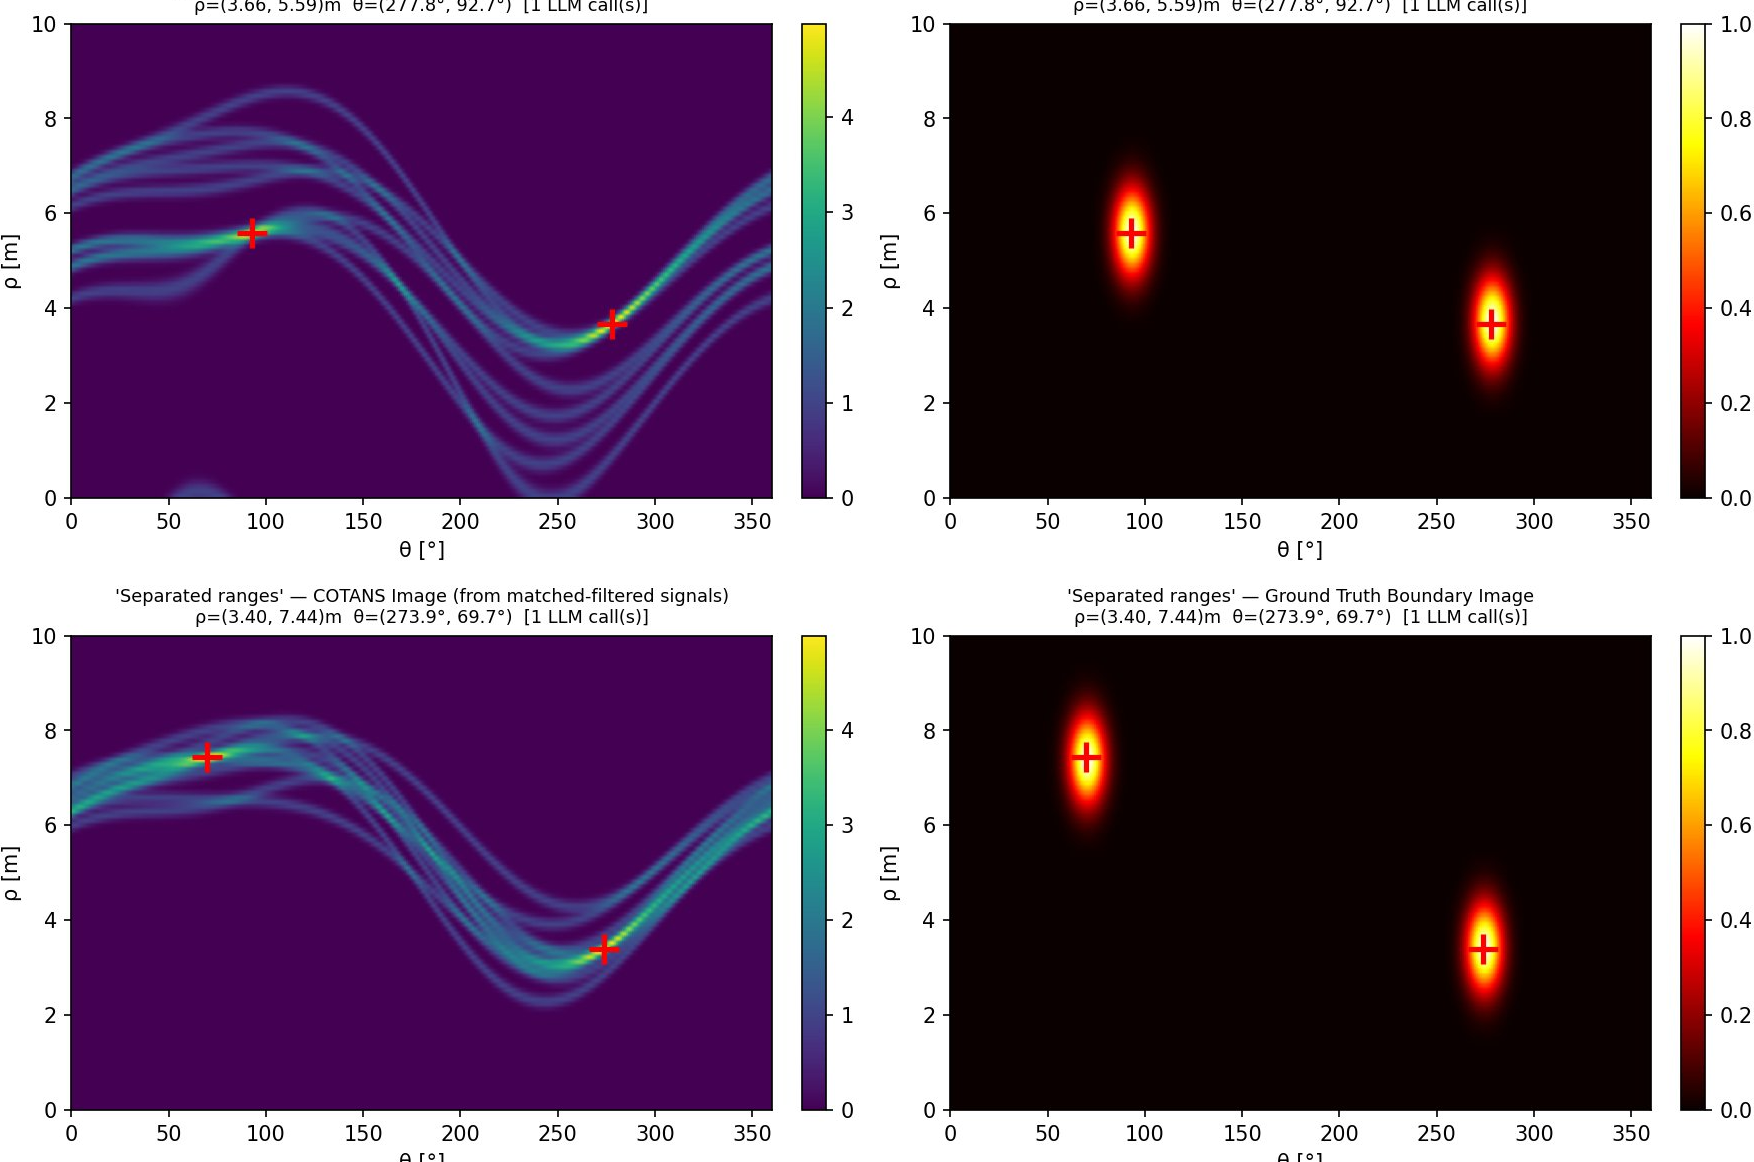 ρ=(3.66, 5.59)m  θ=(277.8°, 92.7°)  [1 LLM call(s)]
ρ=(3.66, 5.59)m  θ=(277.8°, 92.7°)  [1 LLM call(s)]
10
8
6
4
2
0
ρ [m]
0 50 100 150 200 250 300 350
θ [°]
4
3
2
1
0
10
8
6
4
2
0
ρ [m]
0 50 100 150 200 250 300 350
θ [°]
1.0
0.8
0.6
0.4
0.2
0.0
'Separated ranges' — COTANS Image (from matched-filtered signals)
ρ=(3.40, 7.44)m  θ=(273.9°, 69.7°)  [1 LLM call(s)]
10
8
6
4
2
0
ρ [m]
0 50 100 150 200 250 300 350
θ [°]
4
3
2
1
0
'Separated ranges' — Ground Truth Boundary Image
ρ=(3.40, 7.44)m  θ=(273.9°, 69.7°)  [1 LLM call(s)]
10
8
6
4
2
0
ρ [m]
0 50 100 150 200 250 300 350
θ [°]
1.0
0.8
0.6
0.4
0.2
0.0